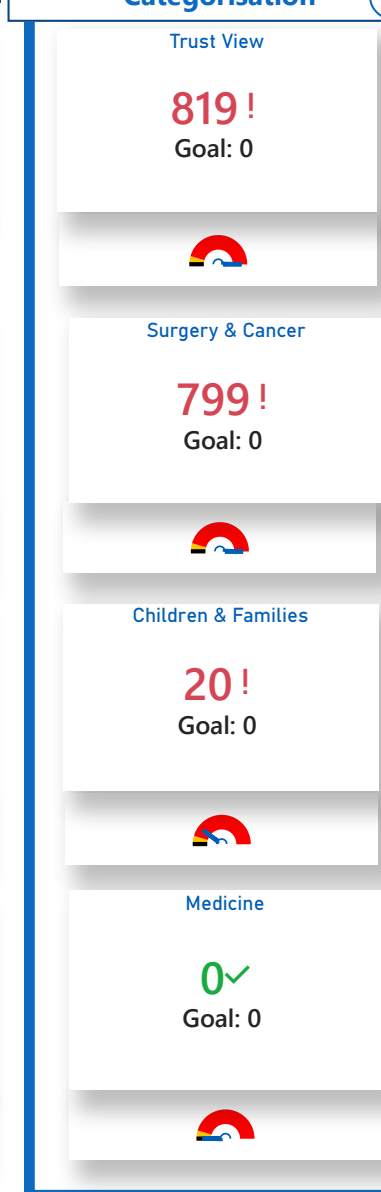 Categorisation
Trust View
819 !
Goal: 0
Surgery & Cancer
799 !
Goal: 0
Children & Families
20 !
Goal: 0
Medicine
0
Goal: 0